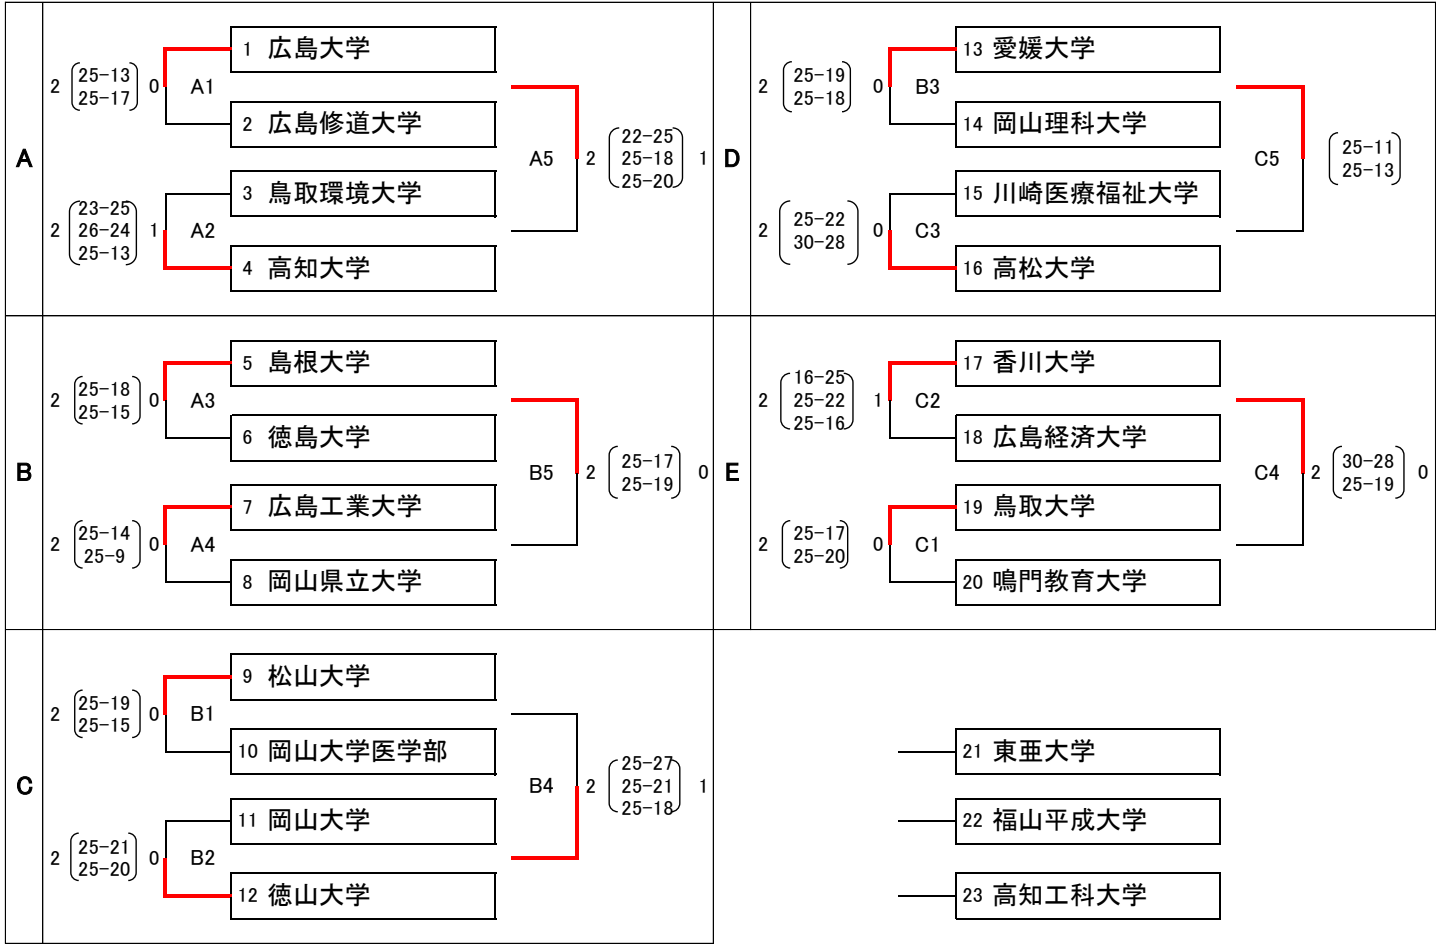 A
1 広島大学
2 (25-13 0 A1
25-17)
2 広島修道大学
A5 2 (22-25 1
25-18
25-20)
3 鳥取環境大学
2 (23-25 1 A2
26-24
25-13)
4 高知大学
B
5 島根大学
2 (25-18 0 A3
25-15)
6 徳島大学
B5 2 (25-17 0
25-19)
7 広島工業大学
2 (25-14 0 A4
25-9)
8 岡山県立大学
C
9 松山大学
2 (25-19 0 B1
25-15)
10 岡山大学医学部
B4 2 (25-27 1
25-21
25-18)
11 岡山大学
2 (25-21 0 B2
25-20)
12 徳山大学
D
13 愛媛大学
2 (25-19 0 B3
25-18)
14 岡山理科大学
C5 (25-11
25-13)
15 川崎医療福祉大学
2 (25-22 0 C3
30-28)
16 高松大学
E
17 香川大学
2 (16-25 1 C2
25-22
25-16)
18 広島経済大学
C4 2 (30-28 0
25-19)
19 鳥取大学
2 (25-17 0 C1
25-20)
20 鳴門教育大学
21 東亜大学
22 福山平成大学
23 高知工科大学